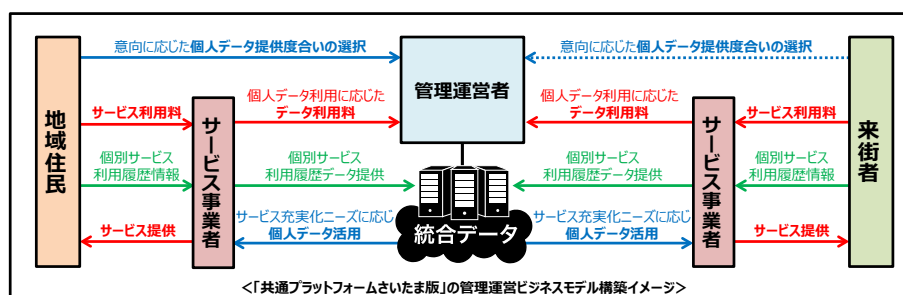 意向に応じた個人データ提供度合いの選択
意向に応じた個人データ提供度合いの選択
地域住民
サービス事業者
管理運営者
サービス事業者
来街者
サービス利用料
個人データ利用に応じた
データ利用料
個人データ利用に応じた
データ利用料
サービス利用料
個別サービス
利用履歴情報
個別サービス
利用履歴データ提供
個別サービス
利用履歴データ提供
個別サービス
利用履歴情報
サービス提供
サービス充実化ニーズに応じ
個人データ活用
統合データ
サービス充実化ニーズに応じ
個人データ活用
サービス提供
<「共通プラットフォームさいたま版」の管理運営ビジネスモデル構築イメージ>